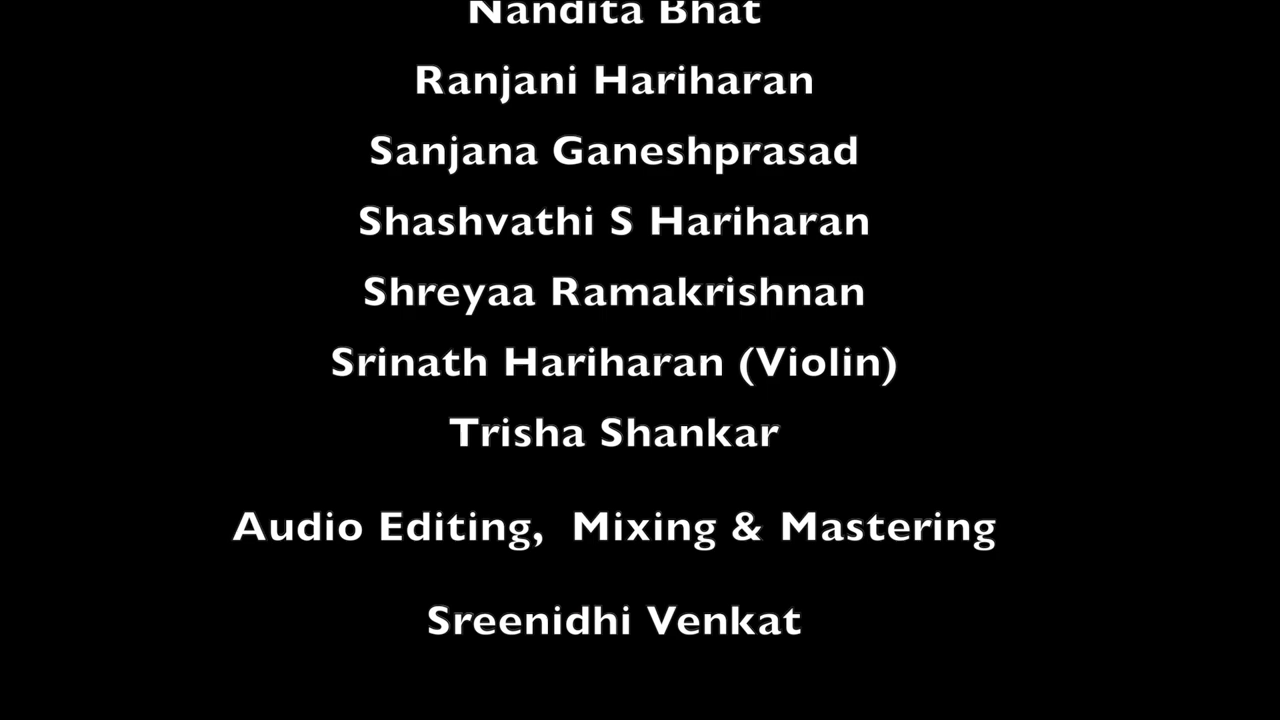 Nandita Bhat
Ranjani Hariharan
Sanjana Ganeshprasad
Shashvathi S Hariharan
Shreyaa Ramakrishnan
Srinath Hariharan (Violin)
Trisha Shankar
Audio Editing,  Mixing & Mastering
Sreenidhi Venkat